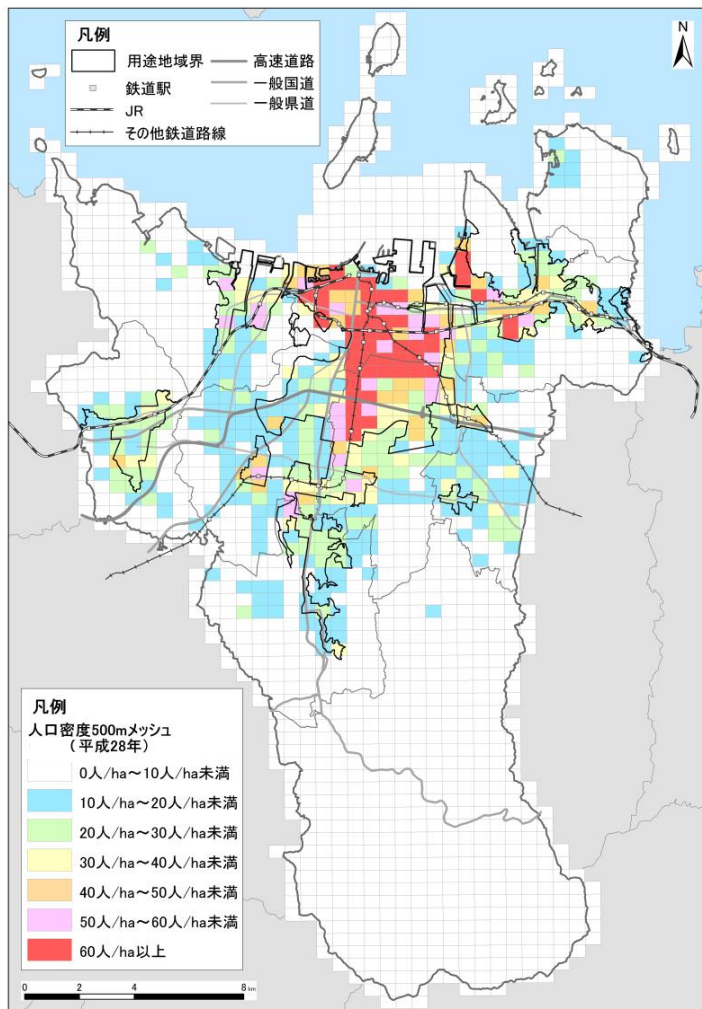 凡例
用途地域界
高速道路
鉄道駅
一般国道
JR
一般県道
その他鉄道路線
N
凡例
人口密度500mメッシュ
(平成28年)
0人/ha~10人/ha未満
10人/ha~20人/ha未満
20人/ha~30人/ha未満
30人/ha~40人/ha未満
40人/ha~50人/ha未満
50人/ha~60人/ha未満
60人/ha以上
0 2 4 8 km